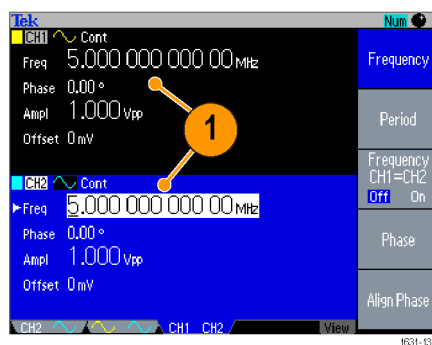 Tek
Num
CH1 Cont
Freq 5.000 000 000 00 MHz
Phase 0.00 °
Ampl 1.000 Vpp
Offset 0 mV
1
CH2 Cont
Freq 5.000 000 000 00 MHz
Phase 0.00 °
Ampl 1.000 Vpp
Offset 0 mV
CH2
CH1 CH2
View
Frequency
Period
Frequency
CH1=CH2
Off On
Phase
Align Phase
1631-13